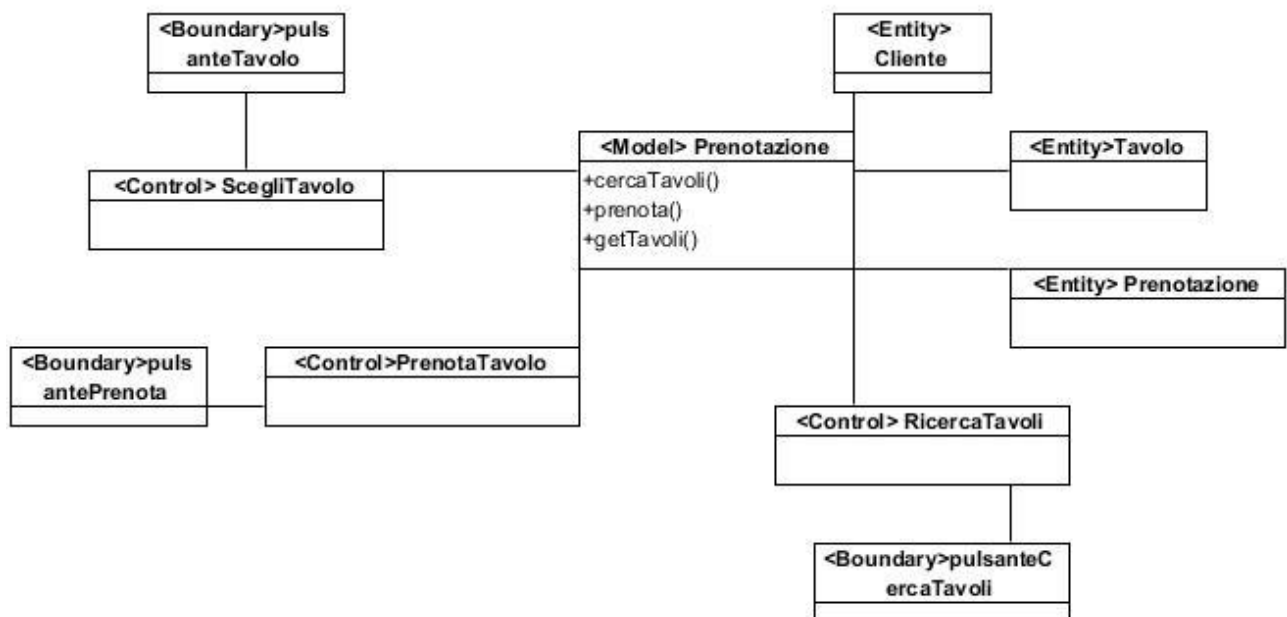 <Boundary>puls
anteTavolo
<Entity>
Cliente
<Model> Prenotazione
+cercaTavoli()
+prenota()
+getTavoli()
<Entity>Tavolo
<Control> ScegliTavolo
<Entity> Prenotazione
<Boundary>puls
antePrenota
<Control>PrenotaTavolo
<Control> RicercaTavoli
<Boundary>pulsanteC
ercaTavoli